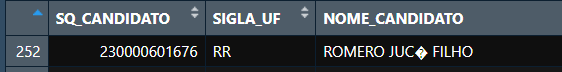 SQ_CANDIDATO SIGLA_UF NOME_CANDIDATO
252 230000601676 RR ROMERO JUC� FILHO